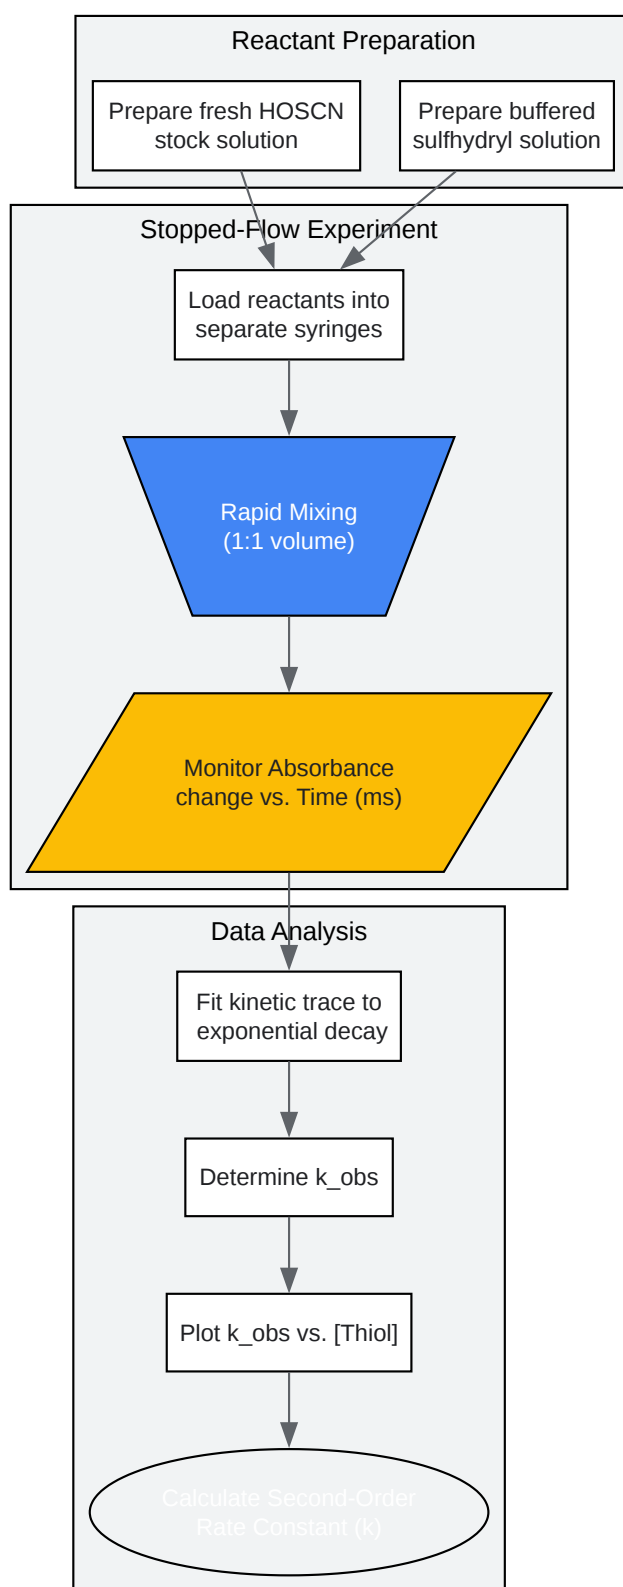 Reactant Preparation
Prepare fresh HOSCN
stock solution
Prepare buffered
sulfhydryl solution
Stopped-Flow Experiment
Load reactants into
separate syringes
Rapid Mixing
(1:1 volume)
Monitor Absorbance
change vs. Time (ms)
Data Analysis
Fit kinetic trace to
exponential decay
Determine k_obs
Plot k_obs vs. [Thiol]
Calculate Second-Order
Rate Constant (k)